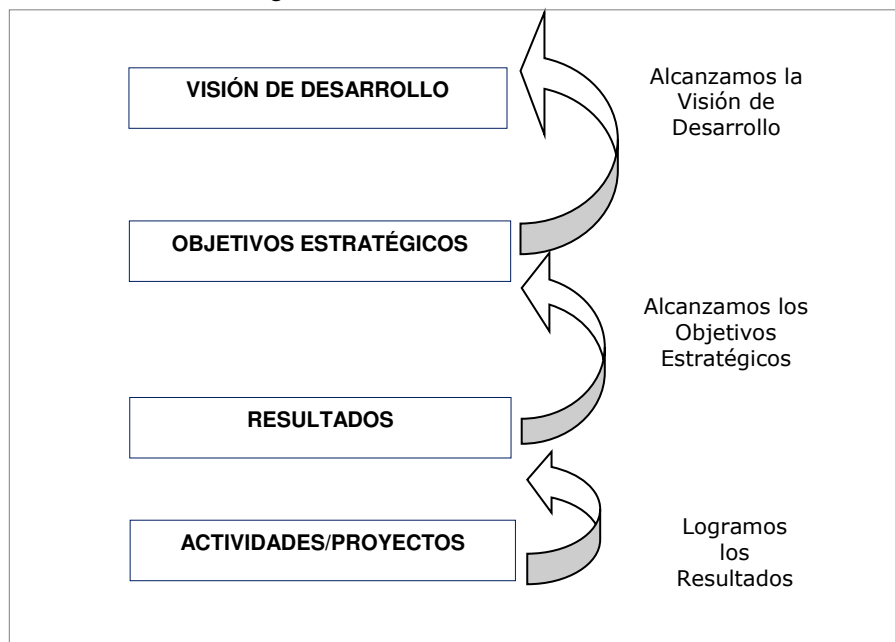 VISIÓN DE DESARROLLO
Alcanzamos la
Visión de
Desarrollo
OBJETIVOS ESTRATÉGICOS
Alcanzamos los
Objetivos
Estratégicos
RESULTADOS
ACTIVIDADES/PROYECTOS
Logramos
los
Resultados